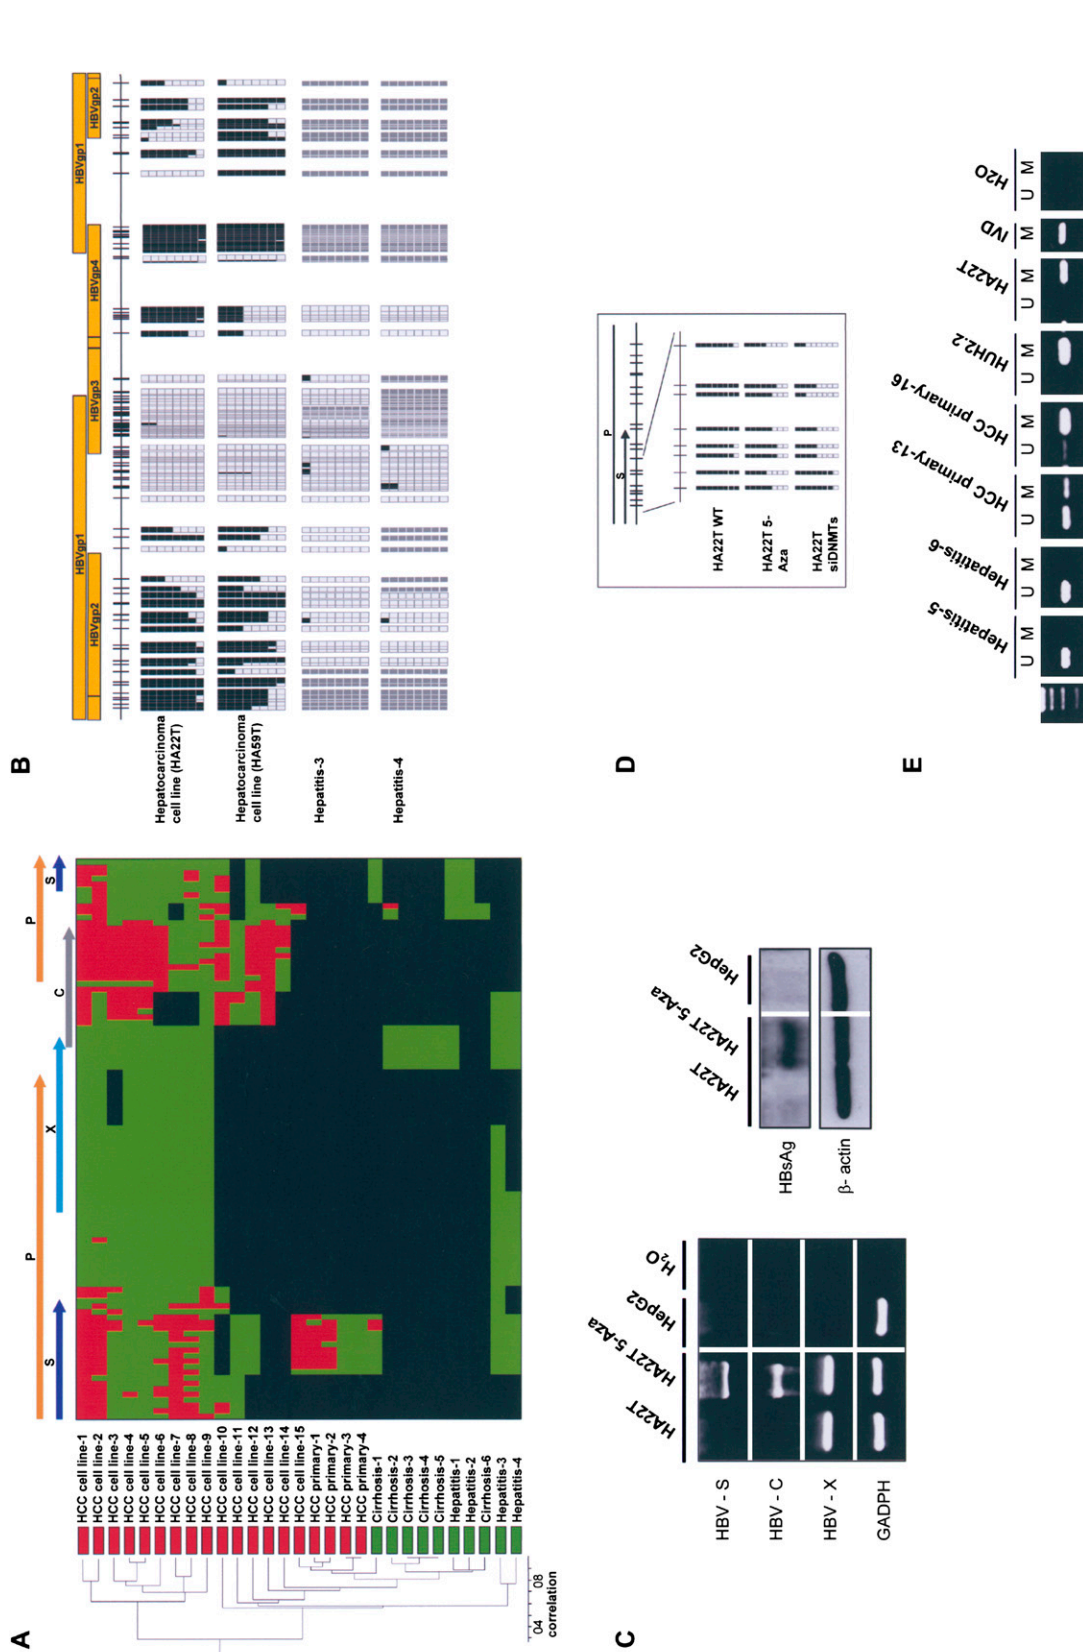 A
P
P
S
X
C
S
HCC cell line-1
HCC cell line-2
HCC cell line-3
HCC cell line-4
HCC cell line-5
HCC cell line-6
HCC cell line-7
HCC cell line-8
HCC cell line-9
HCC cell line-10
HCC cell line-11
HCC cell line-12
HCC cell line-13
HCC cell line-14
HCC cell line-15
HCC primary-1
HCC primary-2
HCC primary-3
HCC primary-4
Cirrhosis-1
Cirrhosis-2
Cirrhosis-3
Cirrhosis-4
Cirrhosis-5
Hepatitis-1
Hepatitis-2
Cirrhosis-6
Hepatitis-3
Hepatitis-4
04 08
correlation
B
HBVgp1 HBVgp1
HBVgp2 HBVgp3 HBVgp4 HBVgp2
Hepatocarcinoma
cell line (HA22T)
Hepatocarcinoma
cell line (HA59T)
Hepatitis-3
Hepatitis-4
C
HA22T HA22T 5-Aza HepG2 H₂O
HBV - S
HBV - C
HBV - X
GADPH
HA22T HA22T 5-Aza HepG2
HBsAg
β- actin
D
P
S
HA22T WT
HA22T 5-
Aza
HA22T
siDNMTs
E
Hepatitis-5 Hepatitis-6 HCC primary-13 HCC primary-16 HUH2.2 HA22T IVD H2O
U M U M U M U M U M U M M U M